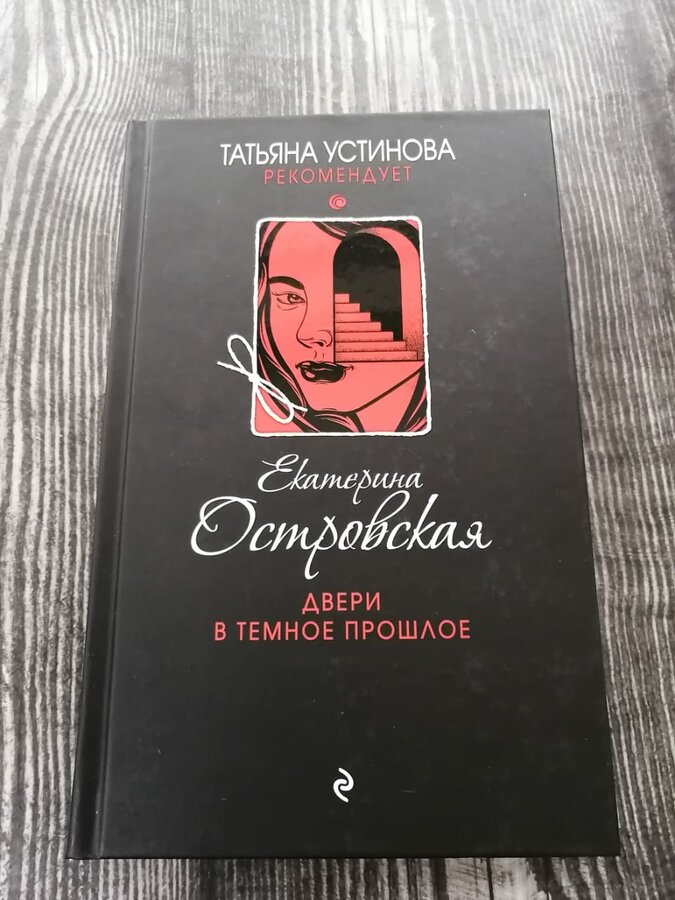 ТАТЬЯНА УСТИНОВА
РЕКОМЕНДУЕТ
Екатерина
Островская
ДВЕРИ
В ТЕМНОЕ ПРОШЛОЕ